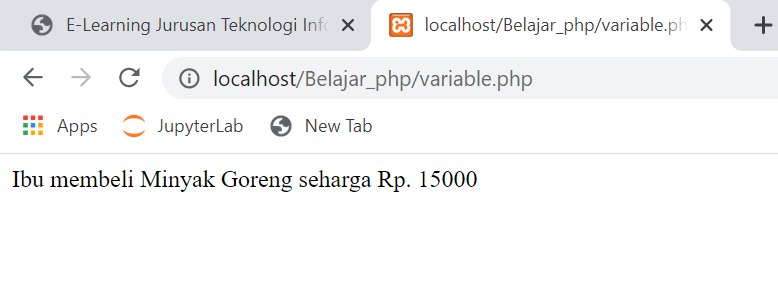 E-Learning Jurusan Teknologi Info
localhost/Belajar_php/variable.ph
localhost/Belajar_php/variable.php
Apps
JupyterLab
New Tab
Ibu membeli Minyak Goreng seharga Rp. 15000